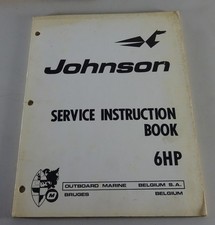 Johnson
SERVICE INSTRUCTION
BOOK
6HP
OUTBOARD MARINE BELGIUM S.A.
BRUGES BELGIUM